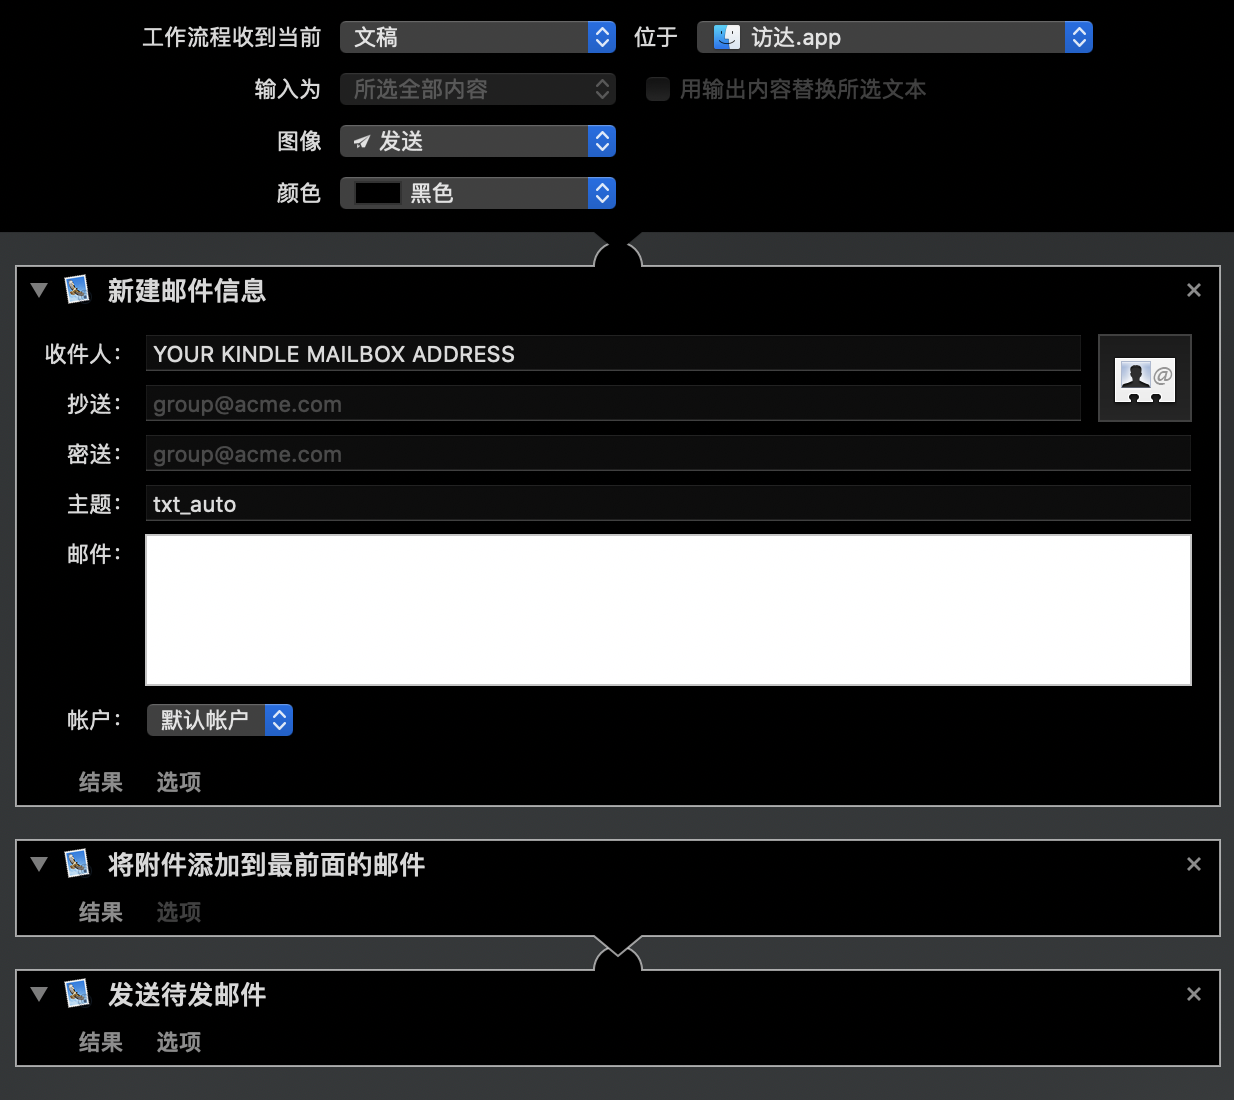 工作流程收到当前 文稿 位于 访达.app
输入为 所选全部内容 用输出内容替换所选文本
图像 发送
颜色 黑色
新建邮件信息
收件人： YOUR KINDLE MAILBOX ADDRESS
抄送： group@acme.com
密送： group@acme.com
主题： txt_auto
邮件：
帐户： 默认帐户
结果 选项
将附件添加到最前面的邮件
结果 选项
发送待发邮件
结果 选项